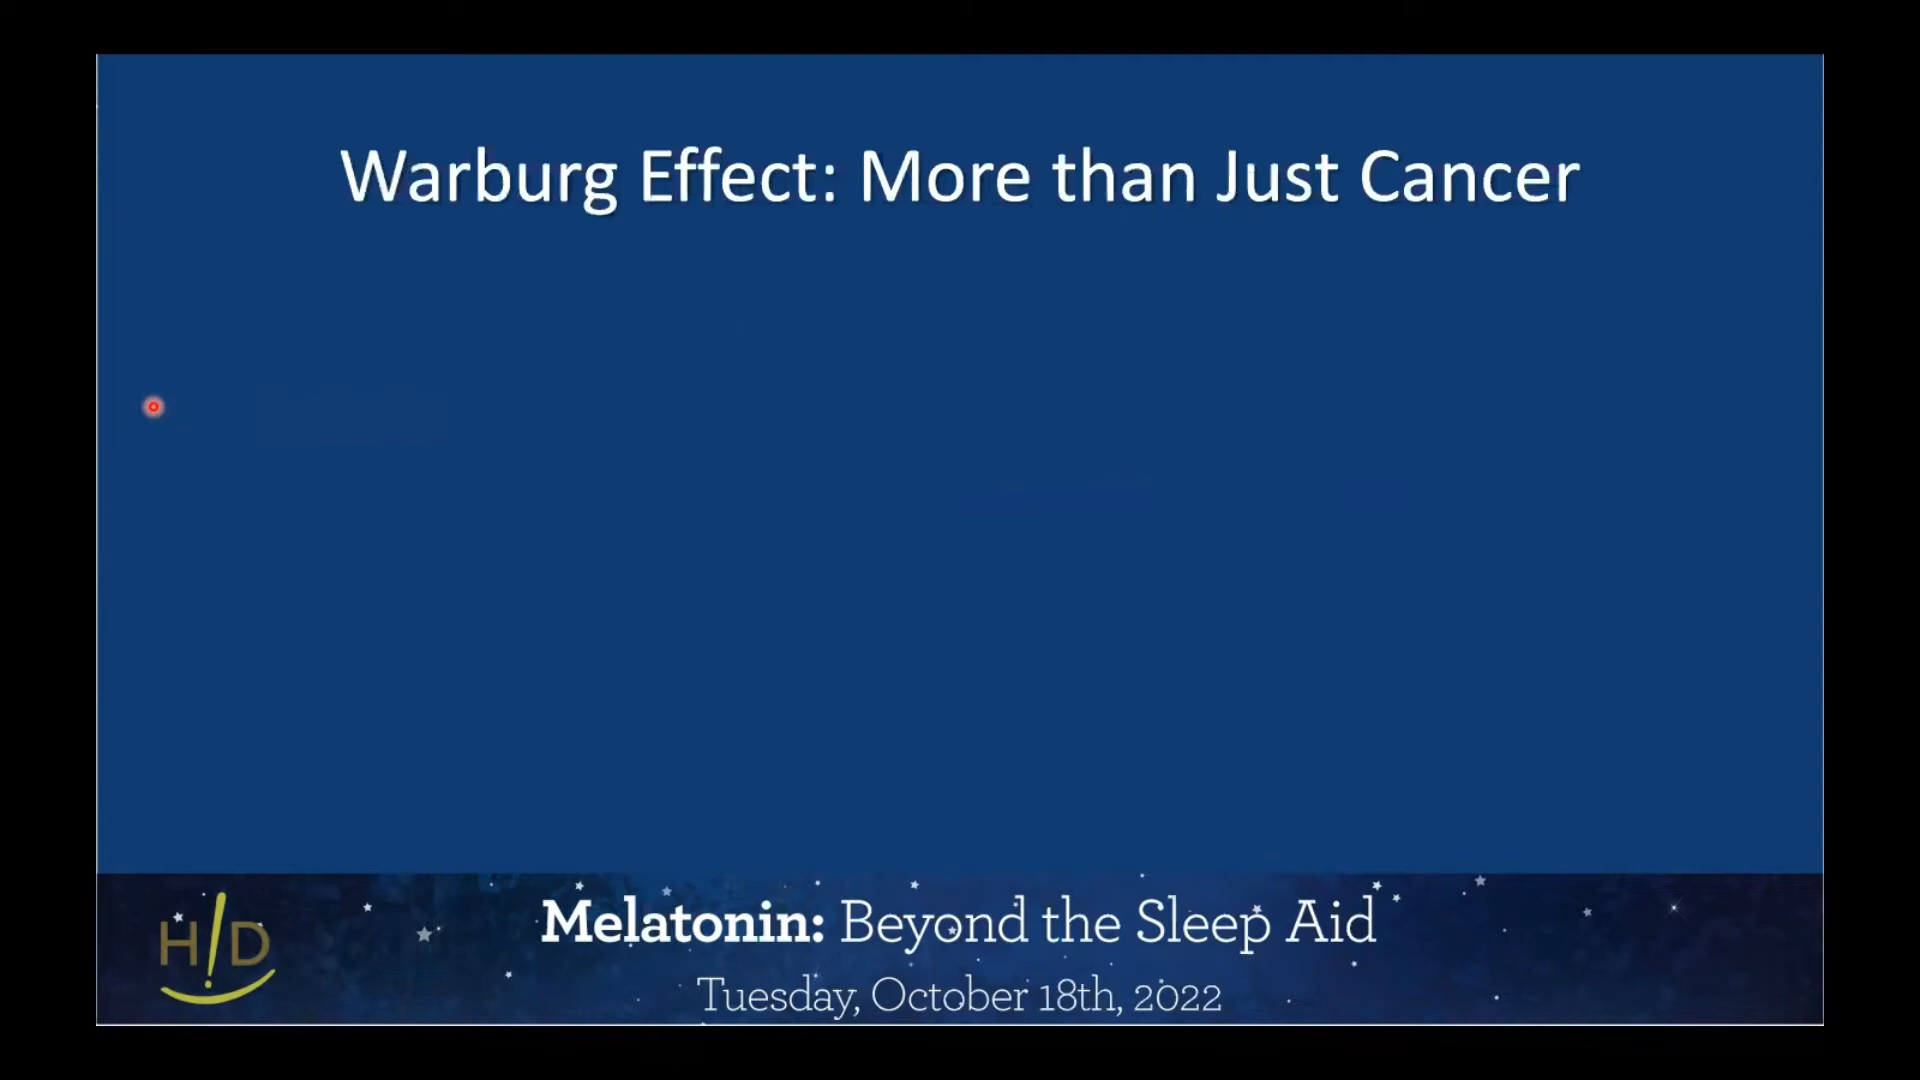 Warburg Effect: More than Just Cancer
H!D
Melatonin: Beyond the Sleep Aid
Tuesday, October 18th, 2022